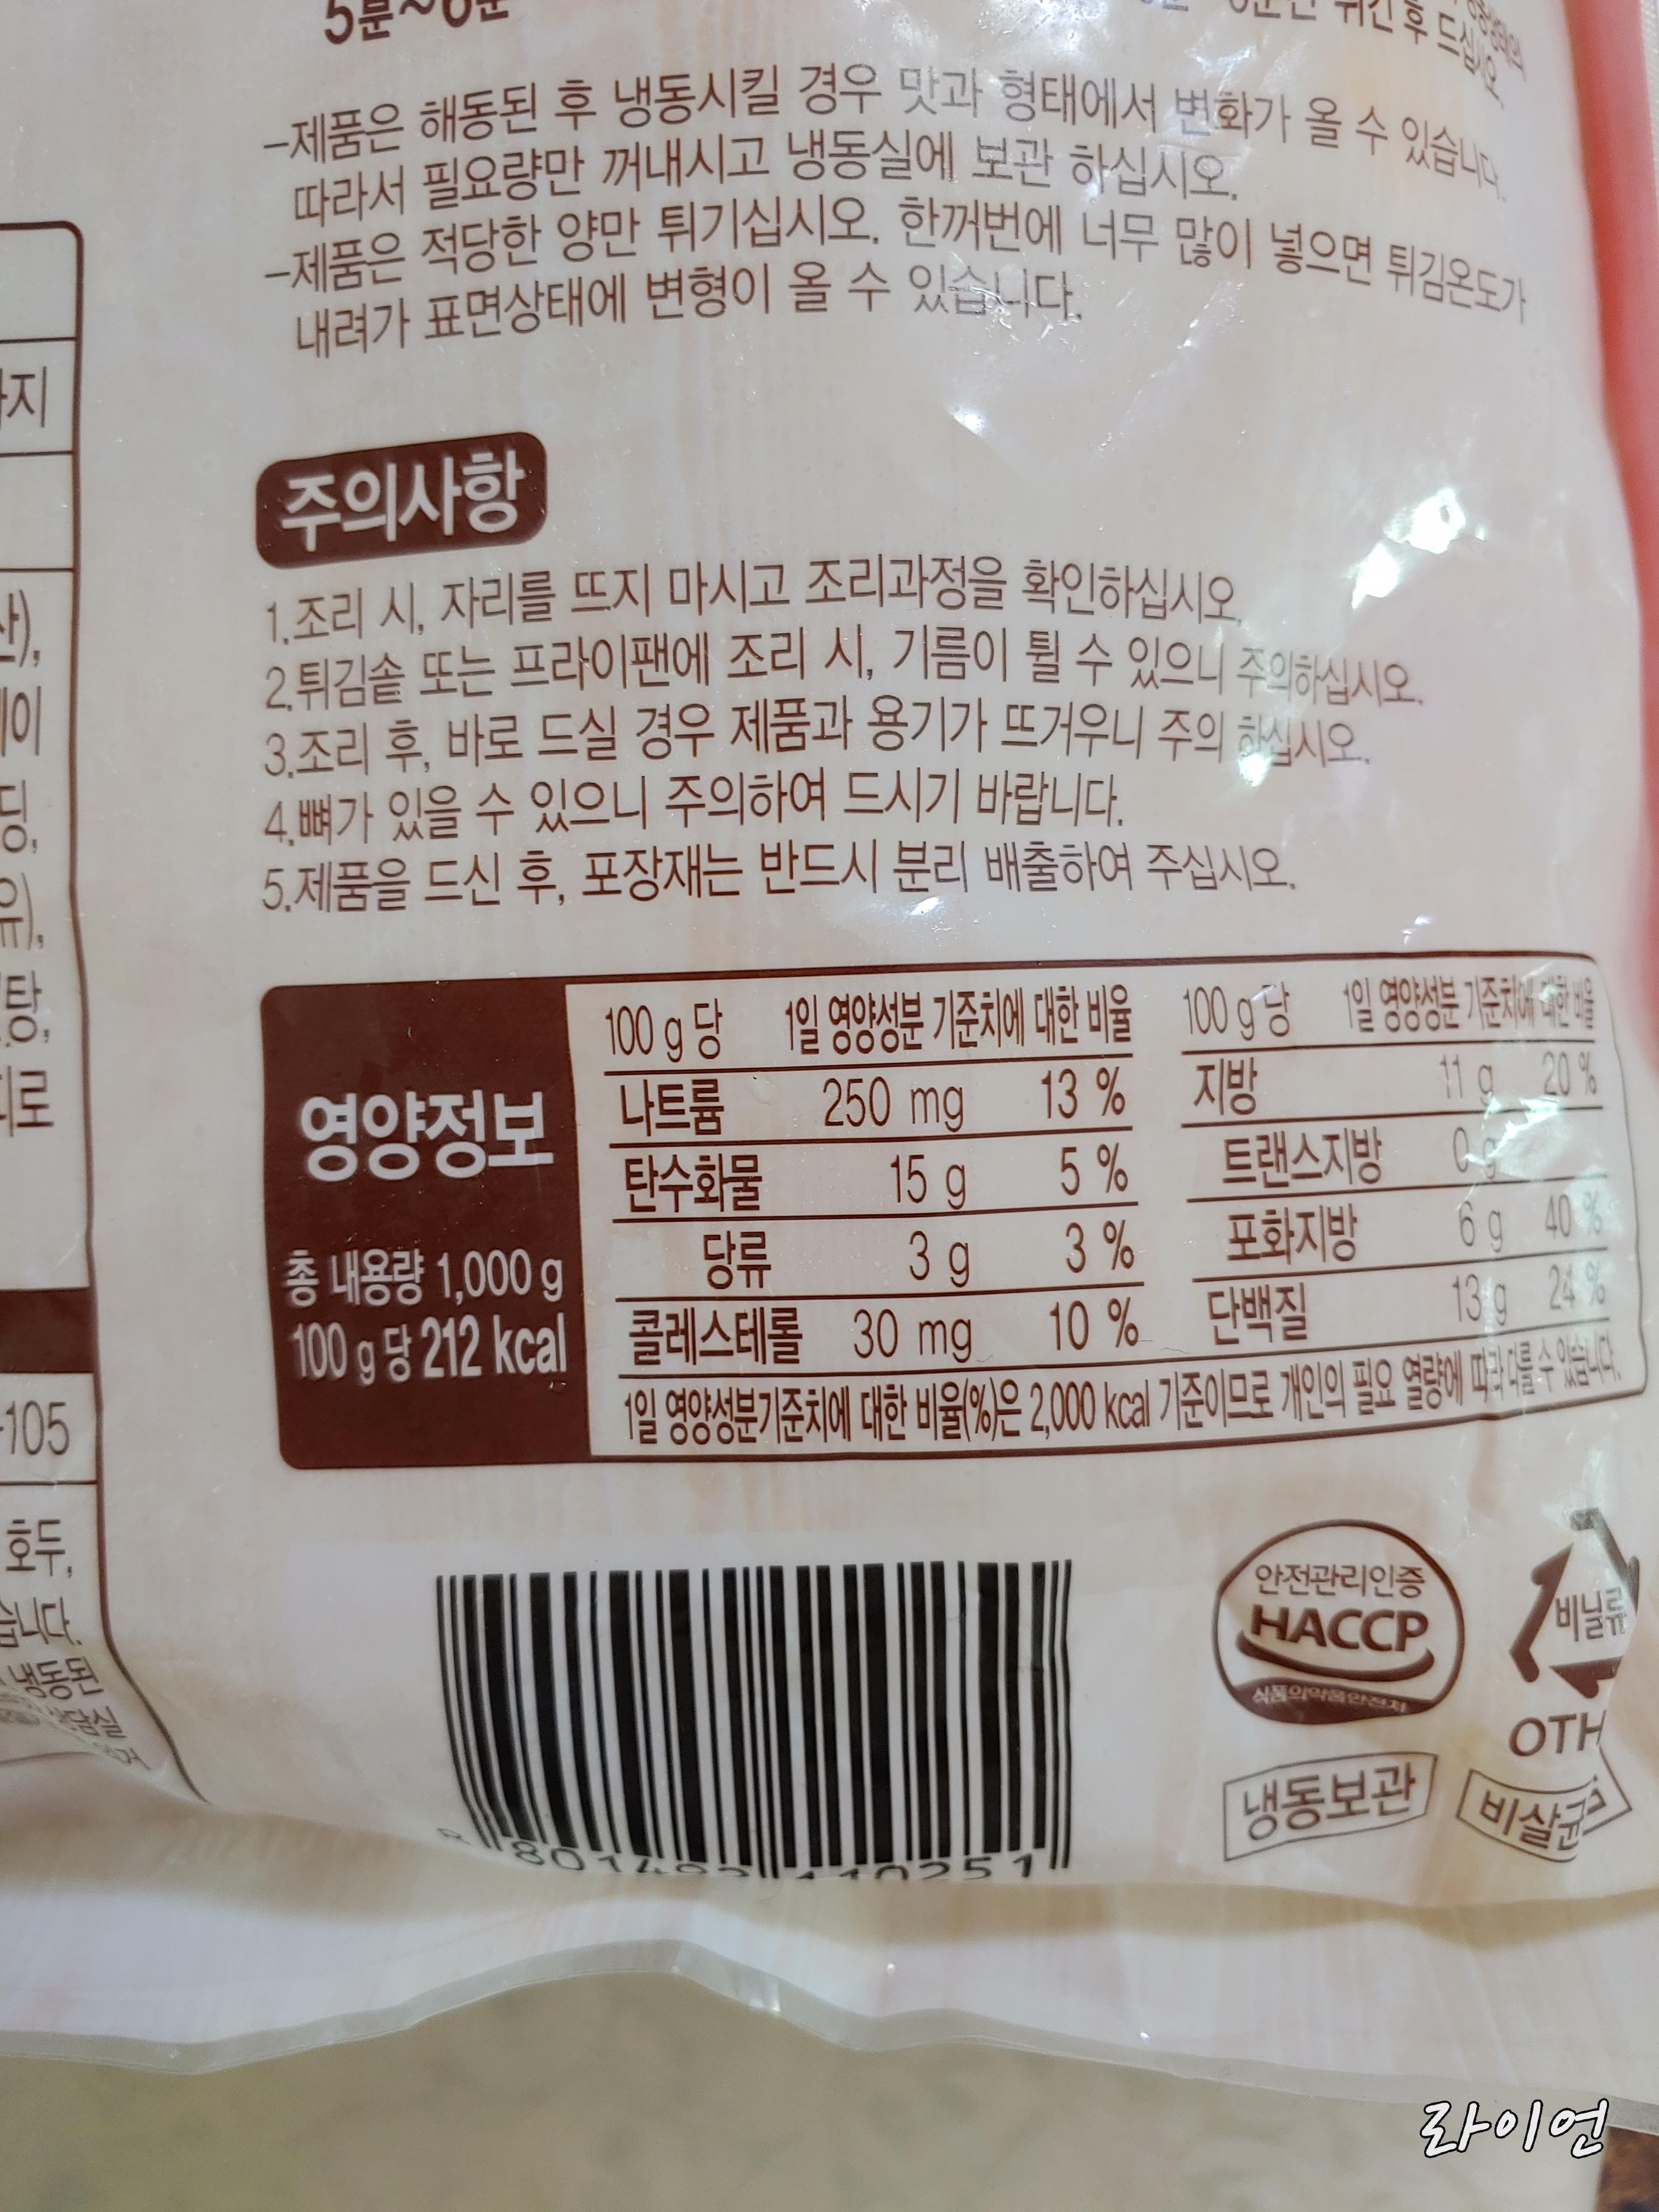 5분~6분
-제품은 해동된 후 냉동시킬 경우 맛과 형태에서 변화가 올 수 있습니다.
따라서 필요량만 꺼내시고 냉동실에 보관 하십시오.
-제품은 적당한 양만 튀기십시오. 한꺼번에 너무 많이 넣으면 튀김온도가
내려가 표면상태에 변형이 올 수 있습니다.
주의사항
1.조리 시, 자리를 뜨지 마시고 조리과정을 확인하십시오.
2.튀김솥 또는 프라이팬에 조리 시, 기름이 튈 수 있으니 주의하십시오.
3.조리 후, 바로 드실 경우 제품과 용기가 뜨거우니 주의 하십시오.
4.뼈가 있을 수 있으니 주의하여 드시기 바랍니다.
5.제품을 드신 후, 포장재는 반드시 분리 배출하여 주십시오.
영양정보
총 내용량 1,000 g
100 g 당 212 kcal
100 g 당 1일 영양성분 기준치에 대한 비율 100 g 당 1일 영양성분 기준치에 대한 비율
나트륨 250 mg 13 % 지방 11 g 20 %
탄수화물 15 g 5 % 트랜스지방 0 g
당류 3 g 3 % 포화지방 6 g 40 %
콜레스테롤 30 mg 10 % 단백질 13 g 24 %
1일 영양성분기준치에 대한 비율(%)은 2,000 kcal 기준이므로 개인의 필요 열량에 따라 다를 수 있습니다.
-105
호두,
냉동된
안전관리인증
HACCP
식품의약품안전처
비닐류
OTH
냉동보관
비살균
라이언